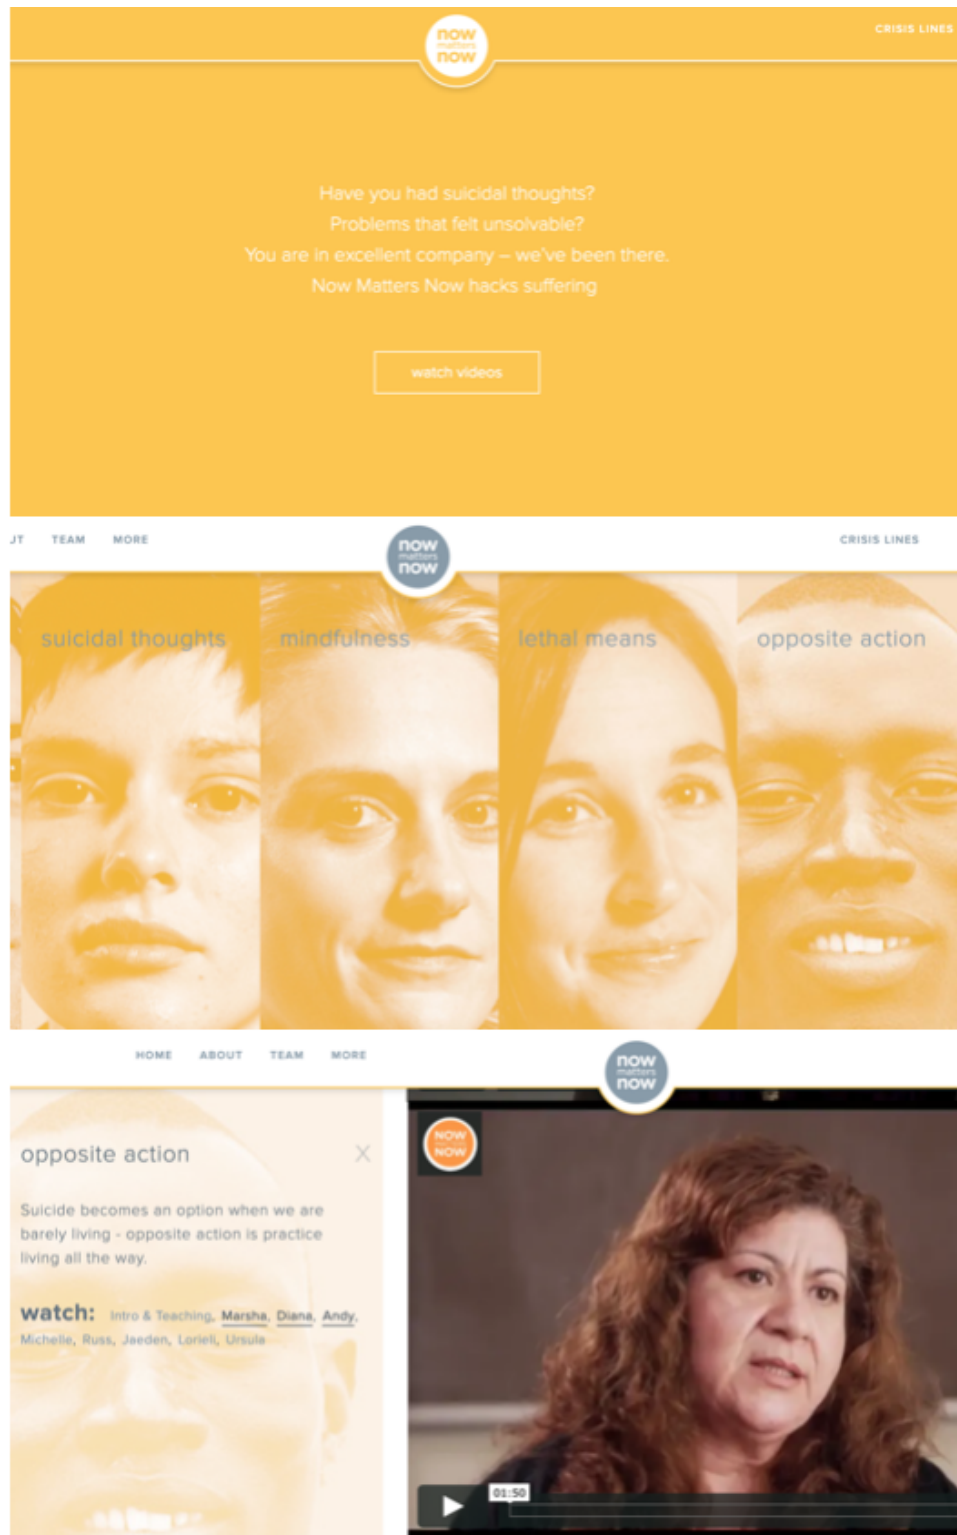 now
matters
now
CRISIS LINES
Have you had suicidal thoughts?
Problems that felt unsolvable?
You are in excellent company – we've been there.
Now Matters Now hacks suffering
watch videos
UT TEAM MORE
now
matters
now
CRISIS LINES
suicidal thoughts mindfulness lethal means opposite action
HOME ABOUT TEAM MORE
now
matters
now
opposite action X
NOW
NOW
Suicide becomes an option when we are
barely living - opposite action is practice
living all the way.
watch: Intro & Teaching, Marsha, Diana, Andy,
Michelle, Russ, Jaeden, Lorieli, Ursula
01:50